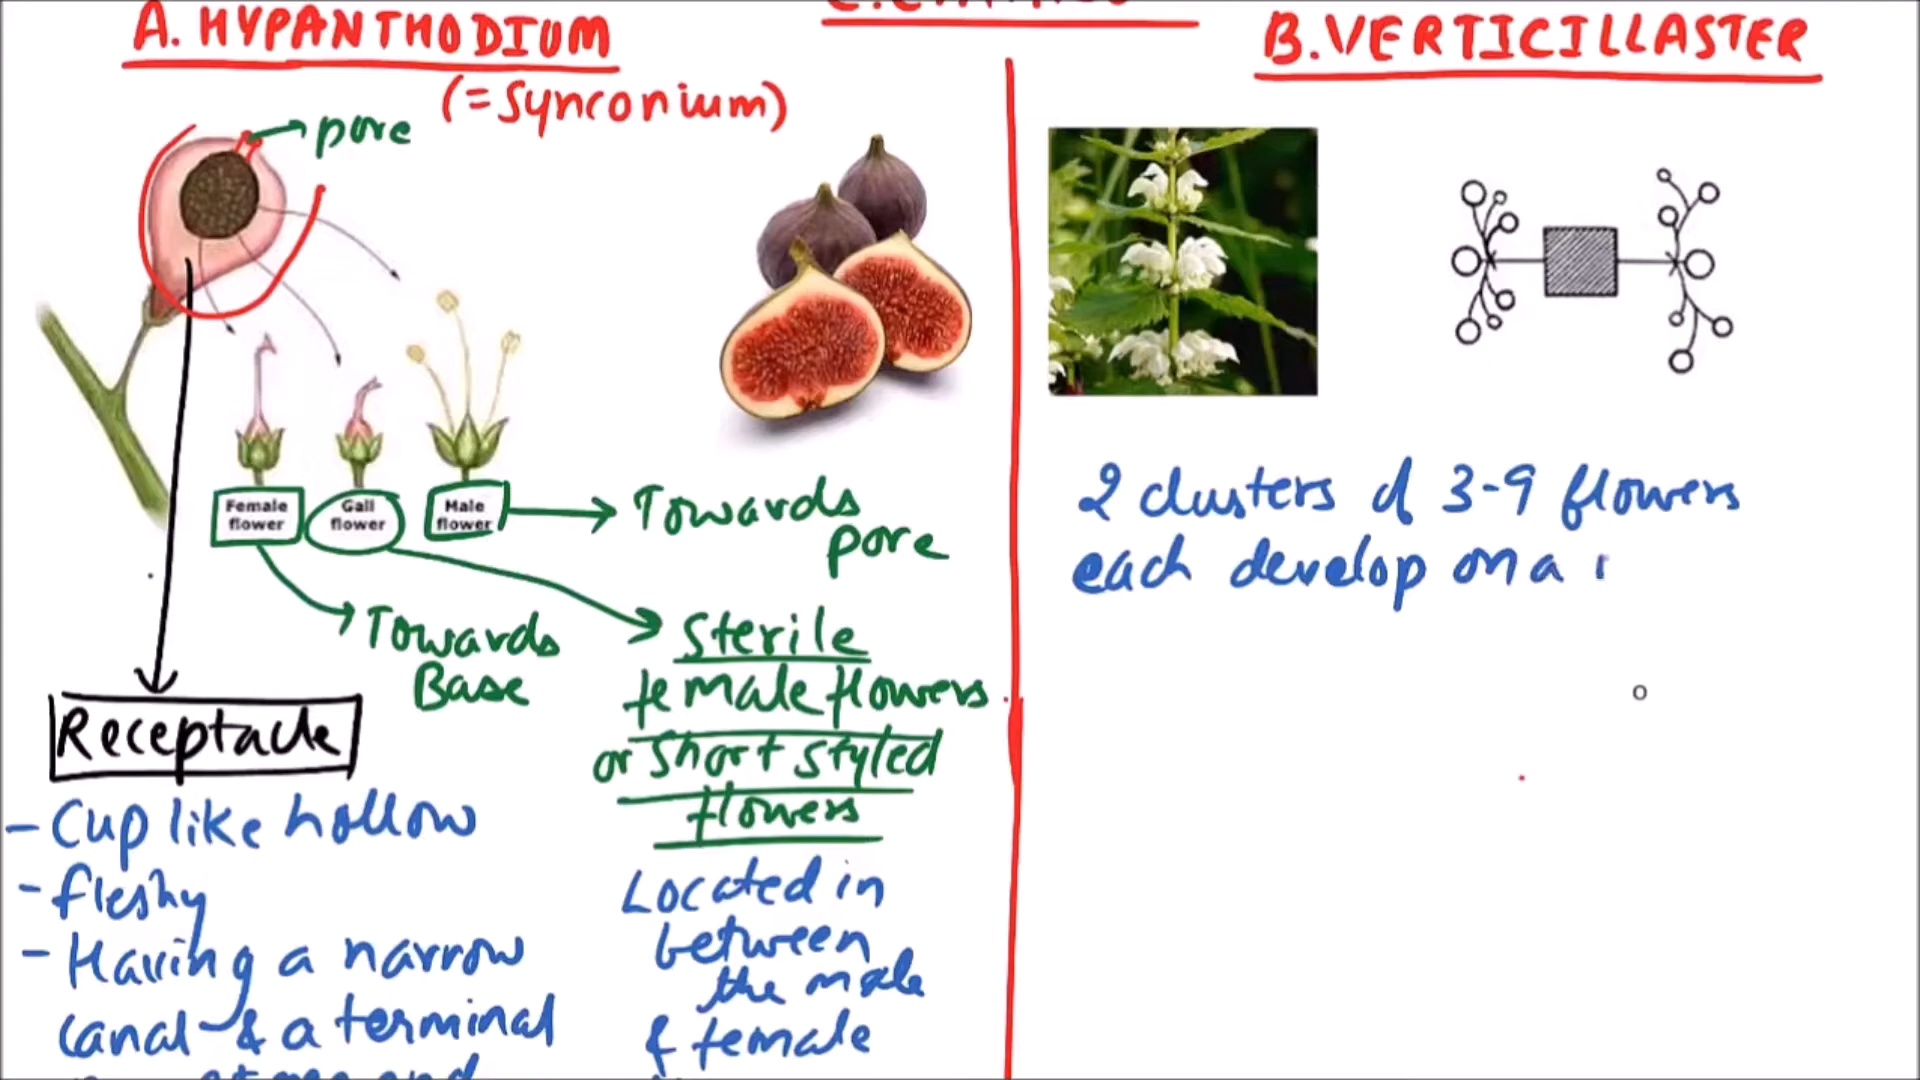 A. HYPANTHODIUM
(=Synconium)
pore
Female
flower
Gall
flower
Male
flower
Towards
pore
Towards
Base
Sterile
female flowers
or short styled
flowers
Located in
between
the male
& female
Receptacle
- Cup like hollow
- fleshy
- Having a narrow
canal & a terminal
B. VERTICILLASTER
2 clusters of 3-9 flowers
each develop on a